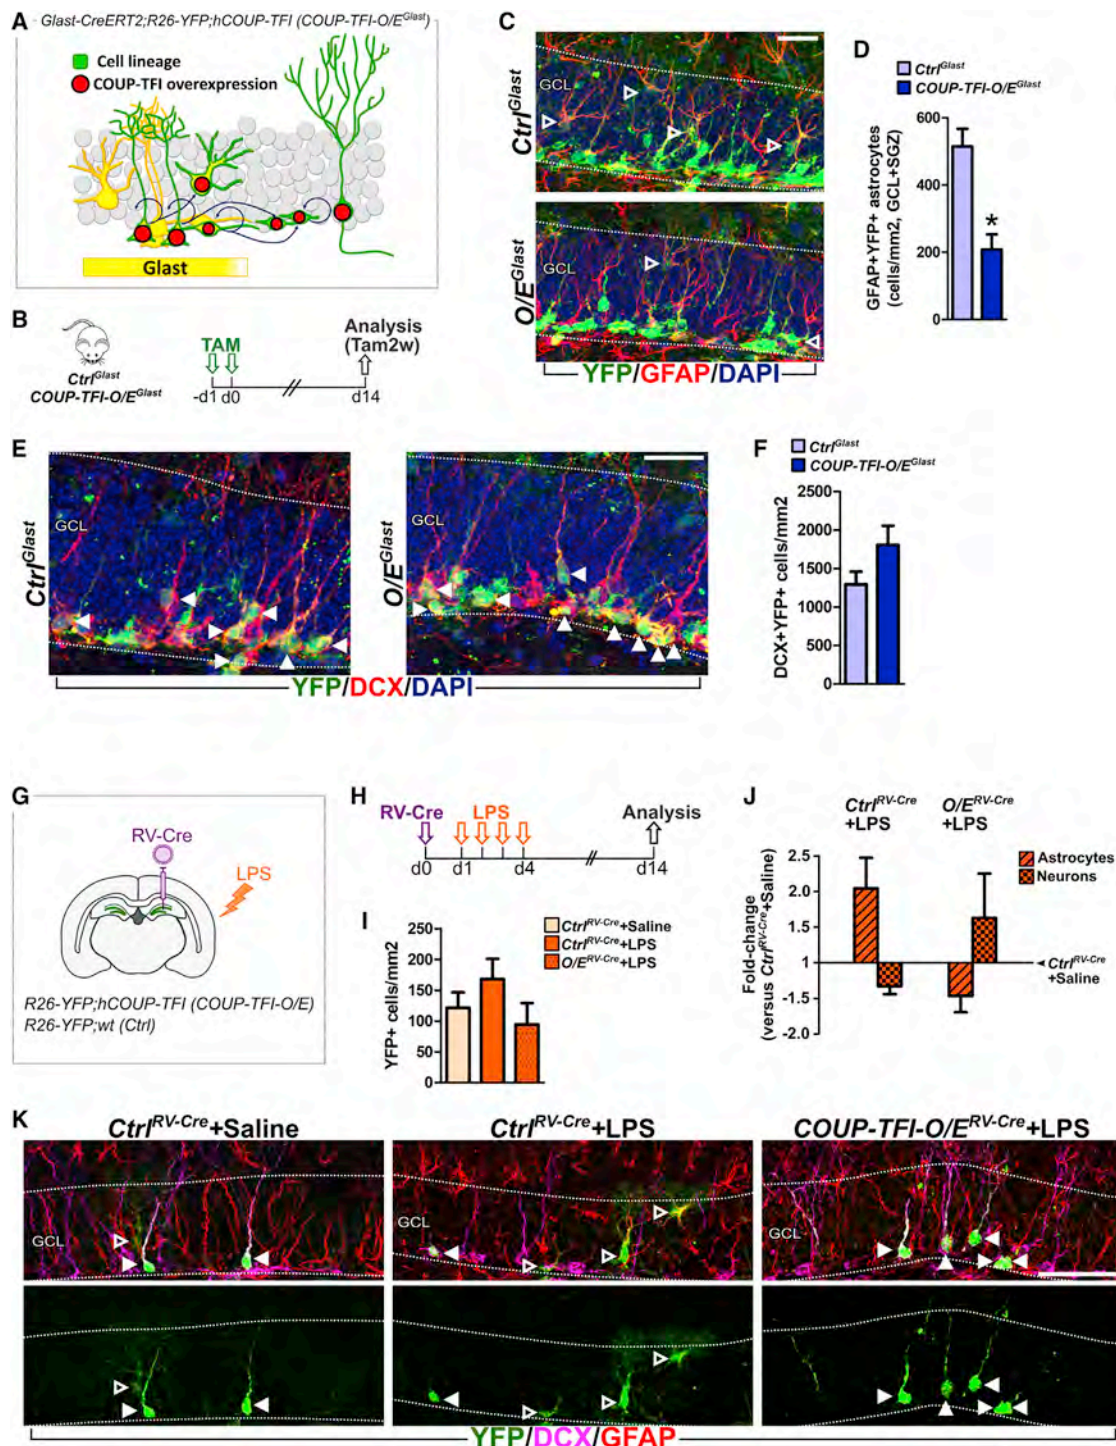 A
Glast-CreERT2;R26-YFP;hCOUP-TFI (COUP-TFI-O/E^Glast)
Cell lineage
COUP-TFI overexpression
Glast
B
Ctrl^Glast
COUP-TFI-O/E^Glast
TAM
Analysis
(Tam2w)
-d1 d0
d14
C
Ctrl^Glast
GCL
O/E^Glast
GCL
YFP/GFAP/DAPI
D
Ctrl^Glast
COUP-TFI-O/E^Glast
GFAP+YFP+ astrocytes
(cells/mm2, GCL+SGZ)
600
400
200
0
*
E
Ctrl^Glast
GCL
O/E^Glast
GCL
YFP/DCX/DAPI
F
Ctrl^Glast
COUP-TFI-O/E^Glast
DCX+YFP+ cells/mm2
2500
2000
1500
1000
500
0
G
RV-Cre
LPS
R26-YFP;hCOUP-TFI (COUP-TFI-O/E)
R26-YFP;wt (Ctrl)
H
RV-Cre
LPS
Analysis
d0
d1
d4
d14
I
YFP+ cells/mm2
250
200
150
100
50
0
Ctrl^RV-Cre+Saline
Ctrl^RV-Cre+LPS
O/E^RV-Cre+LPS
J
Ctrl^RV-Cre
+LPS
O/E^RV-Cre
+LPS
Astrocytes
Neurons
Fold-change
(versus Ctrl^RV-Cre+Saline)
2.5
2.0
1.5
1
-1.5
-2.0
Ctrl^RV-Cre
+Saline
K
Ctrl^RV-Cre+Saline
Ctrl^RV-Cre+LPS
COUP-TFI-O/E^RV-Cre+LPS
GCL
GCL
GCL
YFP/DCX/GFAP